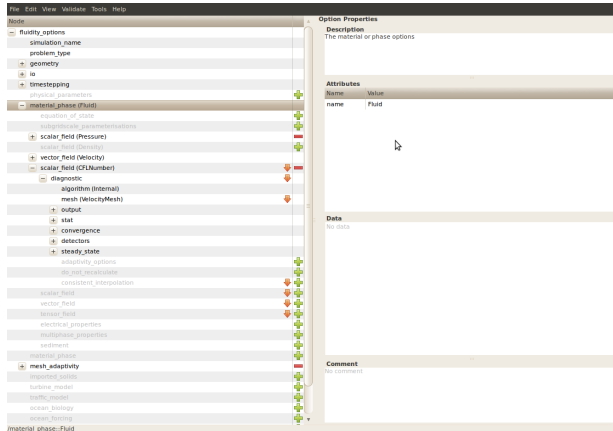 File Edit View Validate Tools Help
Node
fluidity_options
simulation_name
problem_type
geometry
io
timestepping
physical_parameters
material_phase (Fluid)
equation_of_state
subgridscale_parameterisations
scalar_field (Pressure)
scalar_field (Density)
vector_field (Velocity)
scalar_field (CFLNumber)
diagnostic
algorithm (Internal)
mesh (VelocityMesh)
output
stat
convergence
detectors
steady_state
adaptivity_options
do_not_recalculate
consistent_interpolation
scalar_field
vector_field
tensor_field
electrical_properties
multiphase_properties
sediment
material_phase
mesh_adaptivity
imported_solids
turbine_model
traffic_model
ocean_biology
ocean_forcing
/material_phase::Fluid
Option Properties
Description
The material or phase options
Attributes
Name Value
name Fluid
Data
No data
Comment
No comment